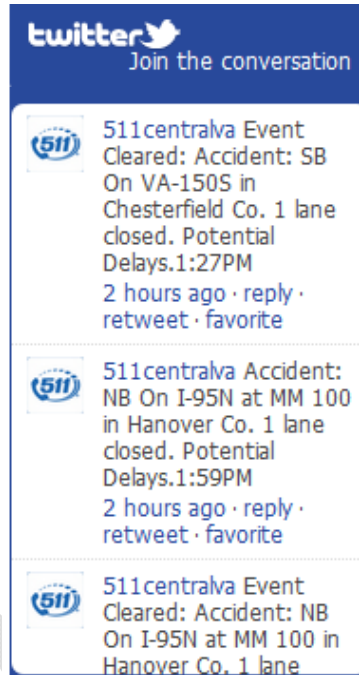 twitter
Join the conversation
511
511centralva Event
Cleared: Accident: SB
On VA-150S in
Chesterfield Co. 1 lane
closed. Potential
Delays.1:27PM
2 hours ago · reply ·
retweet · favorite
511
511centralva Accident:
NB On I-95N at MM 100
in Hanover Co. 1 lane
closed. Potential
Delays.1:59PM
2 hours ago · reply ·
retweet · favorite
511
511centralva Event
Cleared: Accident: NB
On I-95N at MM 100 in
Hanover Co. 1 lane